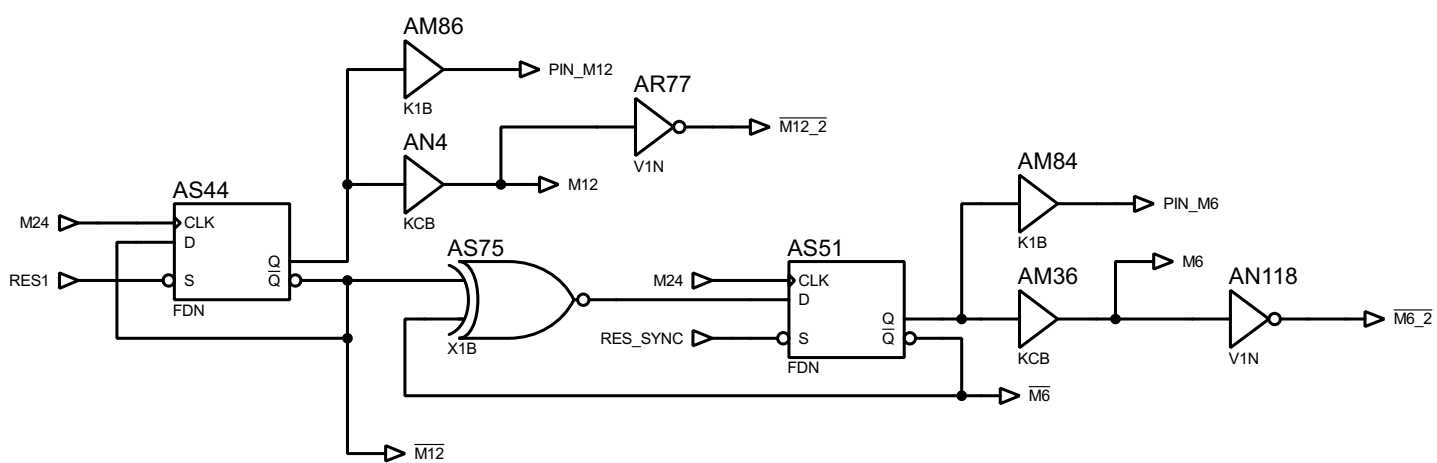 AM86
PIN_M12
K1B
AR77
M12_2
V1N
AN4
M12
KCB
AS44
M24
CLK
D
RES1
S
Q
Q
FDN
AS75
X1B
M12
AS51
M24
CLK
D
RES_SYNC
S
Q
Q
FDN
M6
AM84
PIN_M6
K1B
M6
AM36
KCB
AN118
M6_2
V1N